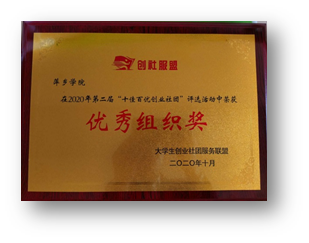 创社服盟
萍乡学院
在2020年第二届“十佳百优创业社团”评选活动中荣获
优秀组织奖
大学生创业社团服务联盟
二〇二〇年十月